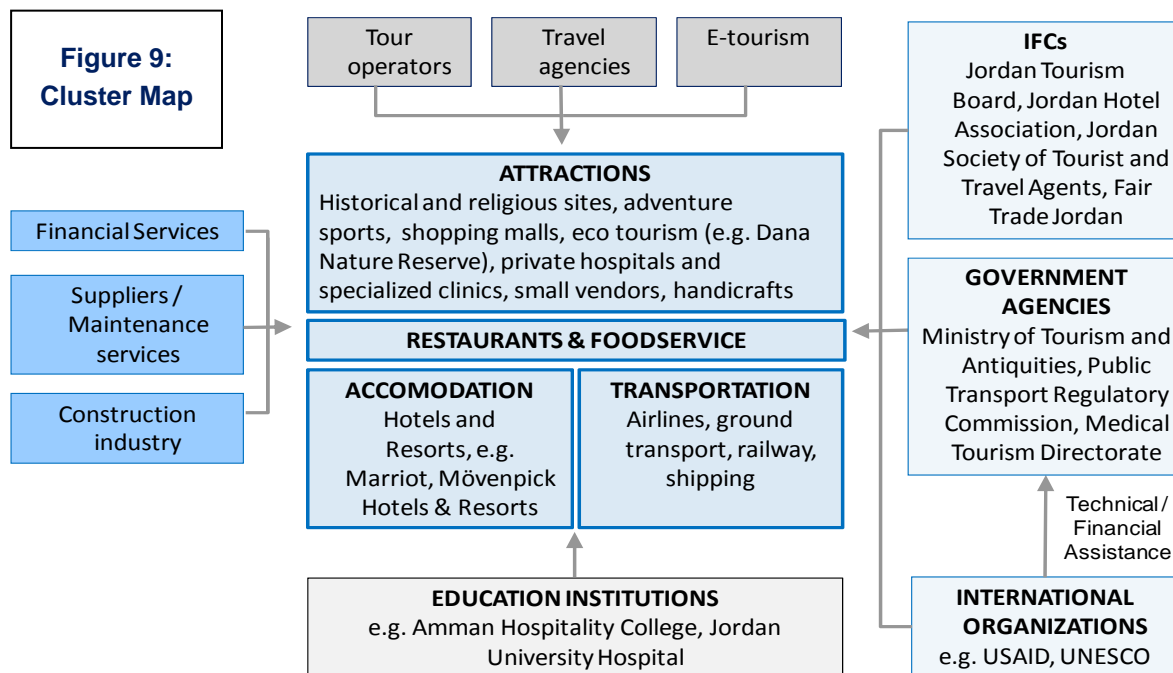 Figure 9:
Cluster Map
Tour
operators
Travel
agencies
E-tourism
IFCs
Jordan Tourism
Board, Jordan Hotel
Association, Jordan
Society of Tourist and
Travel Agents, Fair
Trade Jordan
ATTRACTIONS
Historical and religious sites, adventure
sports, shopping malls, eco tourism (e.g. Dana
Nature Reserve), private hospitals and
specialized clinics, small vendors, handicrafts
Financial Services
Suppliers /
Maintenance
services
Construction
industry
RESTAURANTS & FOODSERVICE
ACCOMODATION
Hotels and
Resorts, e.g.
Marriot, Mövenpick
Hotels & Resorts
TRANSPORTATION
Airlines, ground
transport, railway,
shipping
GOVERNMENT
AGENCIES
Ministry of Tourism and
Antiquities, Public
Transport Regulatory
Commission, Medical
Tourism Directorate
Technical /
Financial
Assistance
EDUCATION INSTITUTIONS
e.g. Amman Hospitality College, Jordan
University Hospital
INTERNATIONAL
ORGANIZATIONS
e.g. USAID, UNESCO